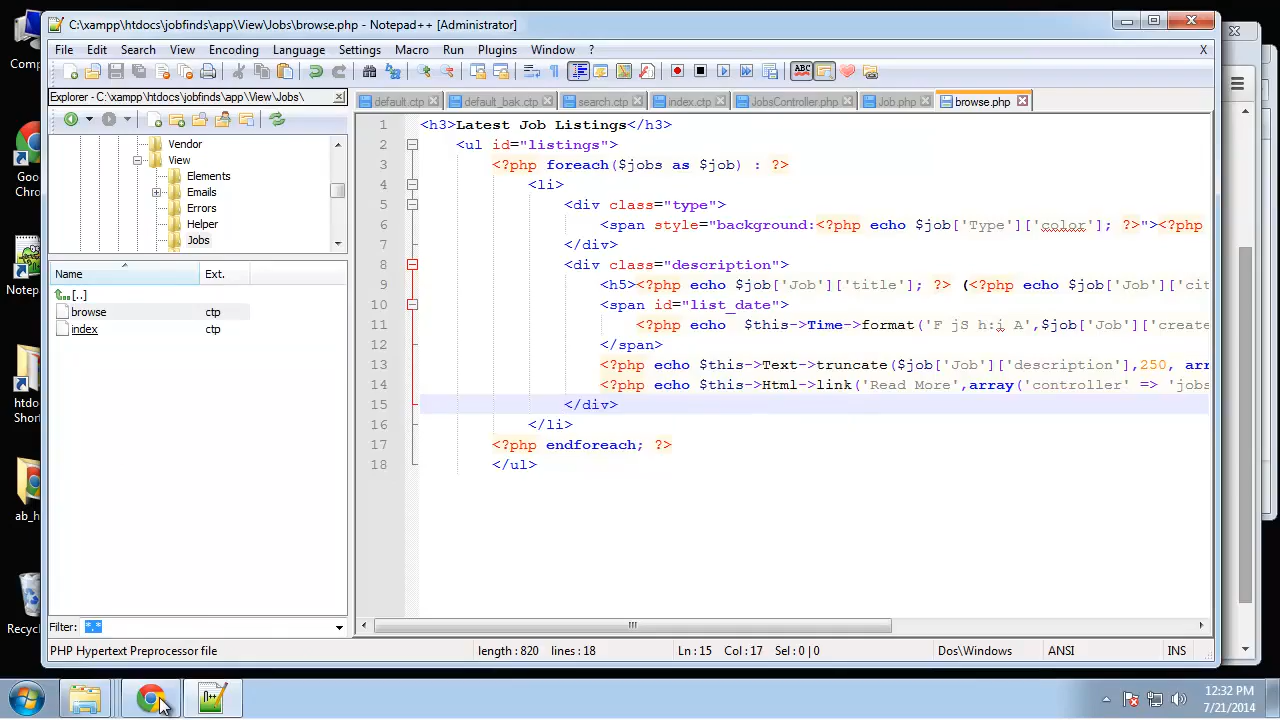 C:\xampp\htdocs\jobfinds\app\View\Jobs\browse.php - Notepad++ [Administrator]
File Edit Search View Encoding Language Settings Macro Run Plugins Window ? X
Explorer - C:\xampp\htdocs\jobfinds\app\View\Jobs\
default.ctp default_bak.ctp search.ctp index.ctp JobsController.php Job.php browse.php
Vendor
View
Elements
Emails
Errors
Helper
Jobs
Name Ext.
[..]
browse ctp
index ctp
Filter: *.*
1 <h3>Latest Job Listings</h3>
2 <ul id="listings">
3 <?php foreach($jobs as $job) : ?>
4 <li>
5 <div class="type">
6 <span style="background:<?php echo $job['Type']['color']; ?>"><?php
7 </div>
8 <div class="description">
9 <h5><?php echo $job['Job']['title']; ?> (<?php echo $job['Job']['cit
10 <span id="list_date">
11 <?php echo $this->Time->format('F jS h:i A',$job['Job']['create
12 </span>
13 <?php echo $this->Text->truncate($job['Job']['description'],250, arr
14 <?php echo $this->Html->link('Read More',array('controller' => 'jobs
15 </div>
16 </li>
17 <?php endforeach; ?>
18 </ul>
PHP Hypertext Preprocessor file length : 820 lines : 18 Ln : 15 Col : 17 Sel : 0 | 0 Dos\Windows ANSI INS
Comp
Goo
Chro
Notep
htdo
Short
ab_h
Recyc
12:32 PM
7/21/2014